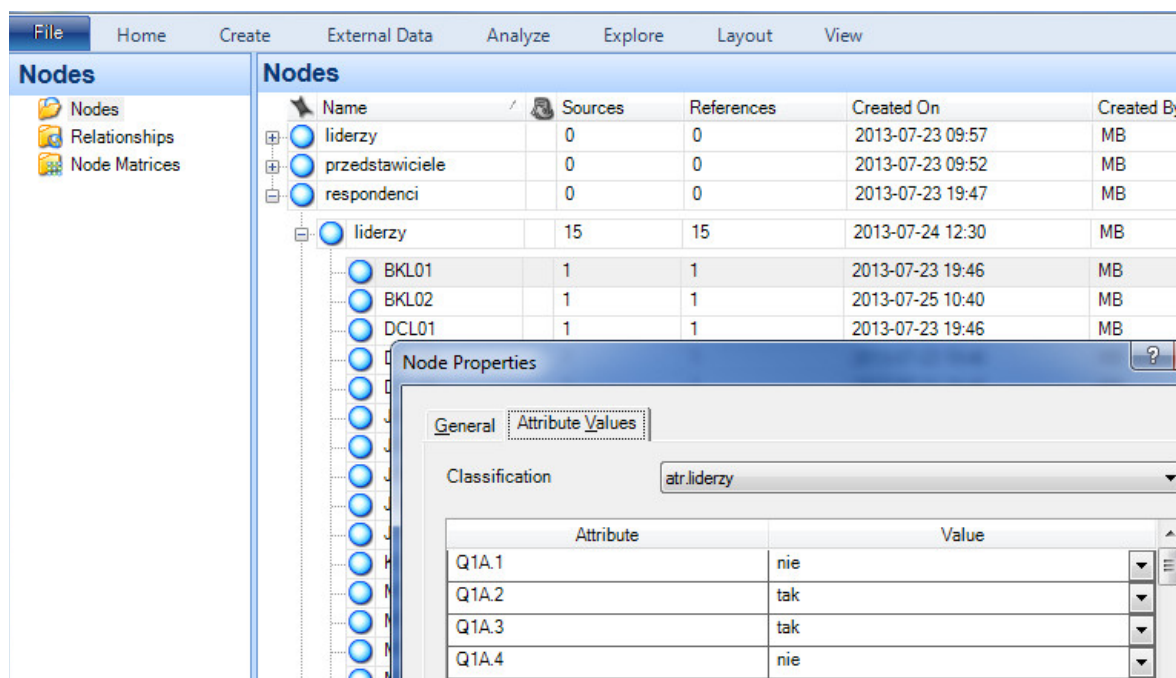 File Home Create External Data Analyze Explore Layout View
Nodes
Nodes
Relationships
Node Matrices
Nodes
Name Sources References Created On Created By
liderzy 0 0 2013-07-23 09:57 MB
przedstawiciele 0 0 2013-07-23 09:52 MB
respondenci 0 0 2013-07-23 19:47 MB
liderzy 15 15 2013-07-24 12:30 MB
BKL01 1 1 2013-07-23 19:46 MB
BKL02 1 1 2013-07-25 10:40 MB
DCL01 1 1 2013-07-23 19:46 MB
Node Properties ?
General Attribute Values
Classification atr.liderzy
Attribute Value
Q1A.1 nie
Q1A.2 tak
Q1A.3 tak
Q1A.4 nie